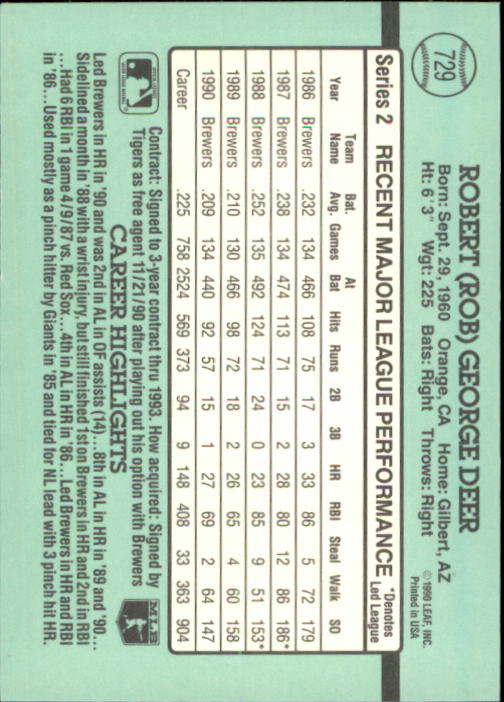 729
ROBERT (ROB) GEORGE DEER
Born: Sept. 29, 1960 Orange, CA Home: Gilbert, AZ
Ht: 6' 3" Wgt: 225 Bats: Right Throws: Right
©1990 LEAF, INC.
Printed in USA
Series 2 RECENT MAJOR LEAGUE PERFORMANCE *Denotes
Led League
Year Team Name Bat. Avg. Games At Bat Hits Runs 2B 3B HR RBI Steal Walk SO
1986 Brewers .232 134 466 108 75 17 3 33 86 5 72 179
1987 Brewers .238 134 474 113 71 15 2 28 80 12 86 186*
1988 Brewers .252 135 492 124 71 24 0 23 85 9 51 153*
1989 Brewers .210 130 466 98 72 18 2 26 65 4 60 158
1990 Brewers .209 134 440 92 57 15 1 27 69 2 64 147
Career .225 758 2524 569 373 94 9 148 408 33 363 904
Contract: Signed to 3-year contract thru 1993. How acquired: Signed by
Tigers as free agent 11/21/90 after playing out his option with Brewers
CAREER HIGHLIGHTS
MLB
Led Brewers in HR in '90 and was 2nd in AL in OF assists (14)...8th in AL in HR in '89 and '90...
Sidelined a month in '88 with a wrist injury, but still finished 1st on Brewers in HR and 2nd in RBI
...Had 6 RBI in 1 game 4/9/87 vs. Red Sox...4th in AL in HR in '86...Led Brewers in HR and RBI
in '86...Used mostly as a pinch hitter by Giants in '85 and tied for NL lead with 3 pinch hit HR.